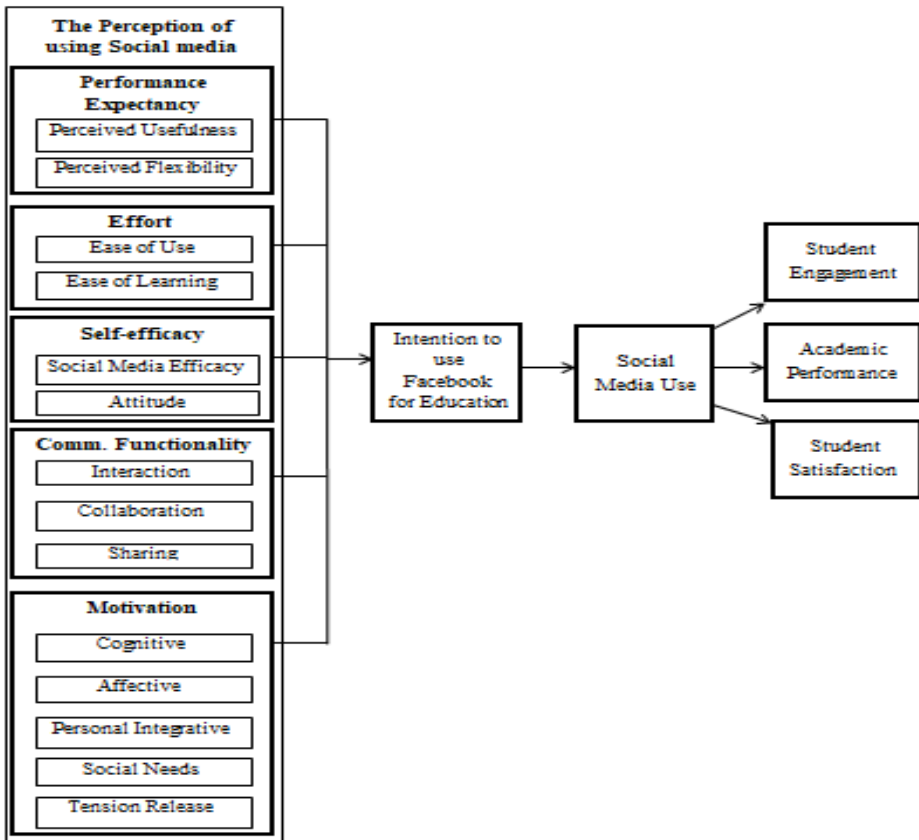 The Perception of
using Social media
Performance
Expectancy
Perceived Usefulness
Perceived Flexibility
Effort
Ease of Use
Ease of Learning
Self-efficacy
Social Media Efficacy
Attitude
Comm. Functionality
Interaction
Collaboration
Sharing
Motivation
Cognitive
Affective
Personal Integrative
Social Needs
Tension Release
Intention to
use
Facebook
for Education
Social
Media Use
Student
Engagement
Academic
Performance
Student
Satisfaction